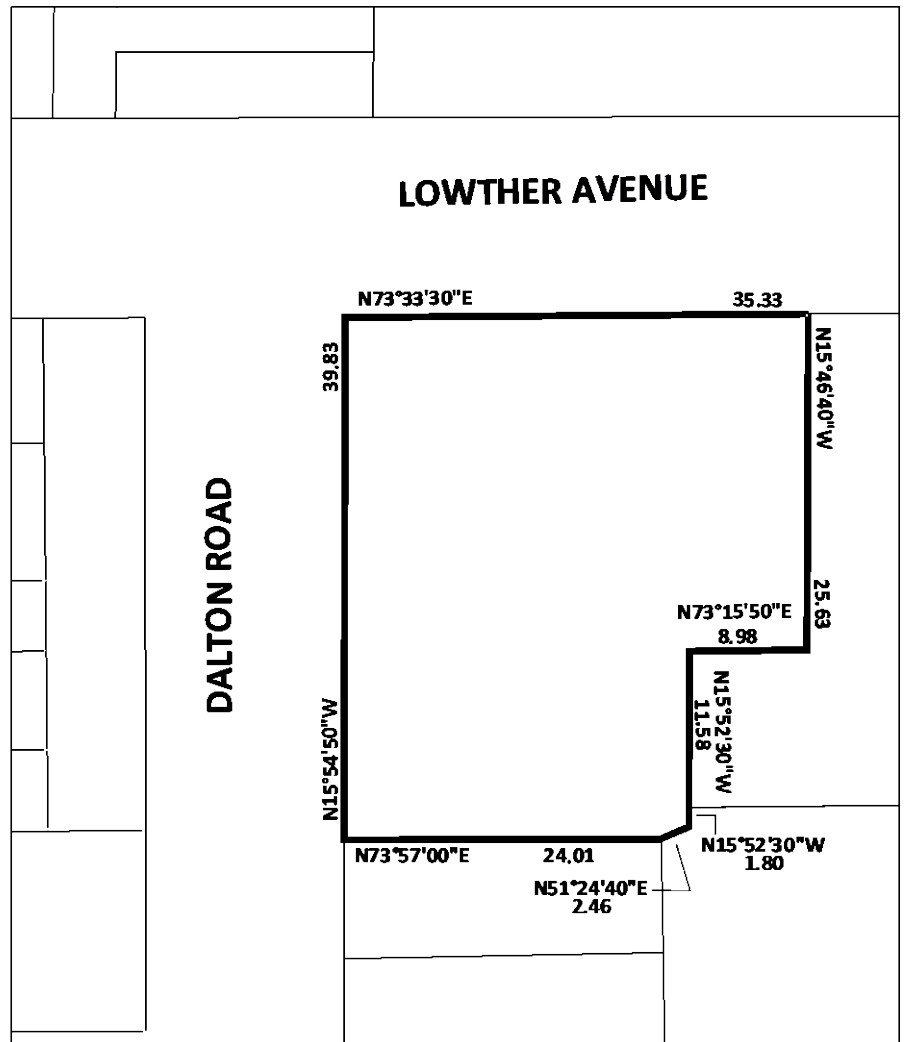 LOWTHER AVENUE
N73°33'30"E
35.33
39.83
N15°46'40"W
DALTON ROAD
25.63
N73°15'50"E
8.98
N15°52'30"W
11.58
N15°54'50"W
N73°57'00"E
24.01
N15°52'30"W
1.80
N51°24'40"E
2.46